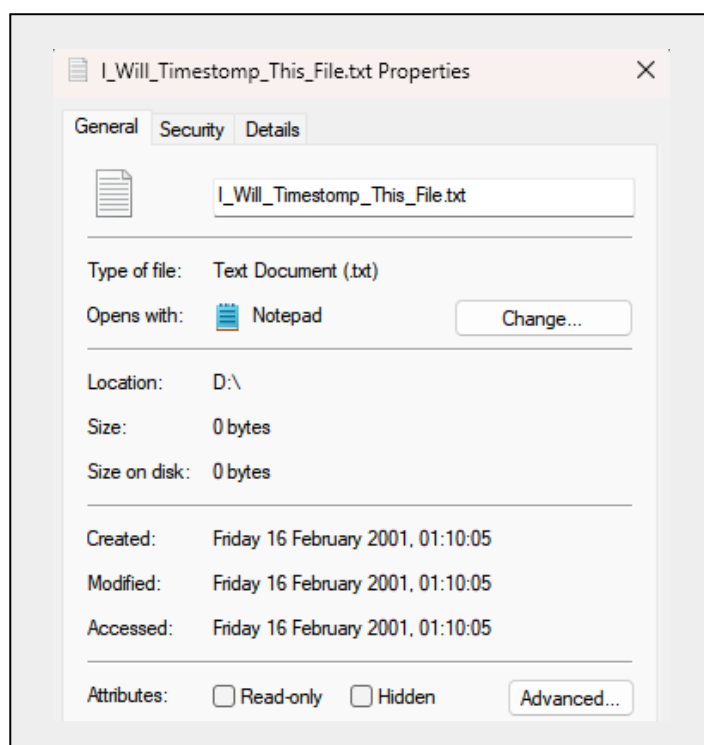 I_Will_Timestomp_This_File.txt Properties
General Security Details
I_Will_Timestomp_This_File.txt
Type of file: Text Document (.txt)
Opens with: Notepad Change...
Location: D:\
Size: 0 bytes
Size on disk: 0 bytes
Created: Friday 16 February 2001, 01:10:05
Modified: Friday 16 February 2001, 01:10:05
Accessed: Friday 16 February 2001, 01:10:05
Attributes: Read-only Hidden Advanced...